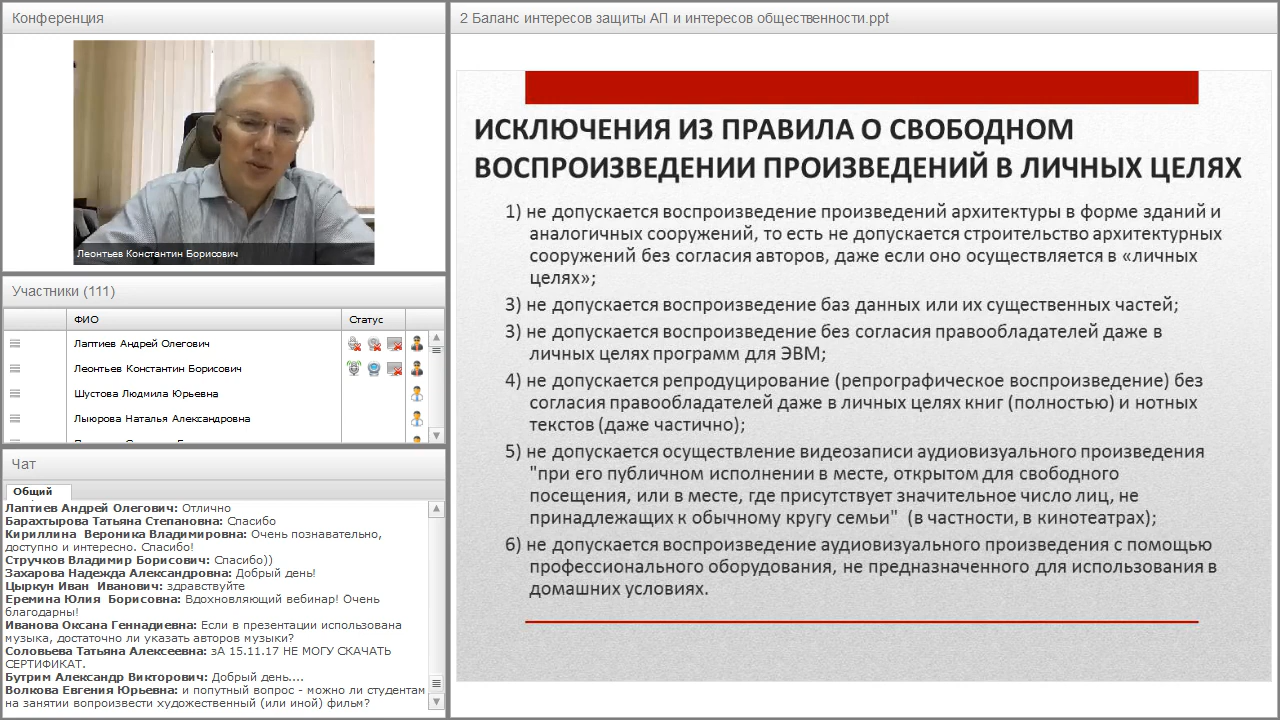 Конференция
Леонтьев Константин Борисович
Участники (111)
ФИО
Статус
Лаптиев Андрей Олегович
Леонтьев Константин Борисович
Шустова Людмила Юрьевна
Лыюрова Наталья Александровна
Чат
Общий
Лаптиев Андрей Олегович: Отлично
Барахтырова Татьяна Степановна: Спасибо
Кириллина Вероника Владимировна: Очень познавательно,
доступно и интересно. Спасибо!
Стручков Владимир Борисович: Спасибо))
Захарова Надежда Александровна: Добрый день!
Цыркун Иван Иванович: здравствуйте
Еремина Юлия Борисовна: Вдохновляющий вебинар! Очень
благодарны!
Иванова Оксана Геннадиевна: Если в презентации использована
музыка, достаточно ли указать авторов музыки?
Соловьева Татьяна Алексеевна: зА 15.11.17 НЕ МОГУ СКАЧАТЬ
СЕРТИФИКАТ.
Бутрим Александр Викторович: Добрый день....
Волкова Евгения Юрьевна: и попутный вопрос - можно ли студентам
на занятии вопроизвести художественный (или иной) фильм?
2 Баланс интересов защиты АП и интересов общественности.ppt
ИСКЛЮЧЕНИЯ ИЗ ПРАВИЛА О СВОБОДНОМ
ВОСПРОИЗВЕДЕНИИ ПРОИЗВЕДЕНИЙ В ЛИЧНЫХ ЦЕЛЯХ
1) не допускается воспроизведение произведений архитектуры в форме зданий и
аналогичных сооружений, то есть не допускается строительство архитектурных
сооружений без согласия авторов, даже если оно осуществляется в «личных
целях»;
3) не допускается воспроизведение баз данных или их существенных частей;
3) не допускается воспроизведение без согласия правообладателей даже в
личных целях программ для ЭВМ;
4) не допускается репродуцирование (репрографическое воспроизведение) без
согласия правообладателей даже в личных целях книг (полностью) и нотных
текстов (даже частично);
5) не допускается осуществление видеозаписи аудиовизуального произведения
"при его публичном исполнении в месте, открытом для свободного
посещения, или в месте, где присутствует значительное число лиц, не
принадлежащих к обычному кругу семьи" (в частности, в кинотеатрах);
6) не допускается воспроизведение аудиовизуального произведения с помощью
профессионального оборудования, не предназначенного для использования в
домашних условиях.